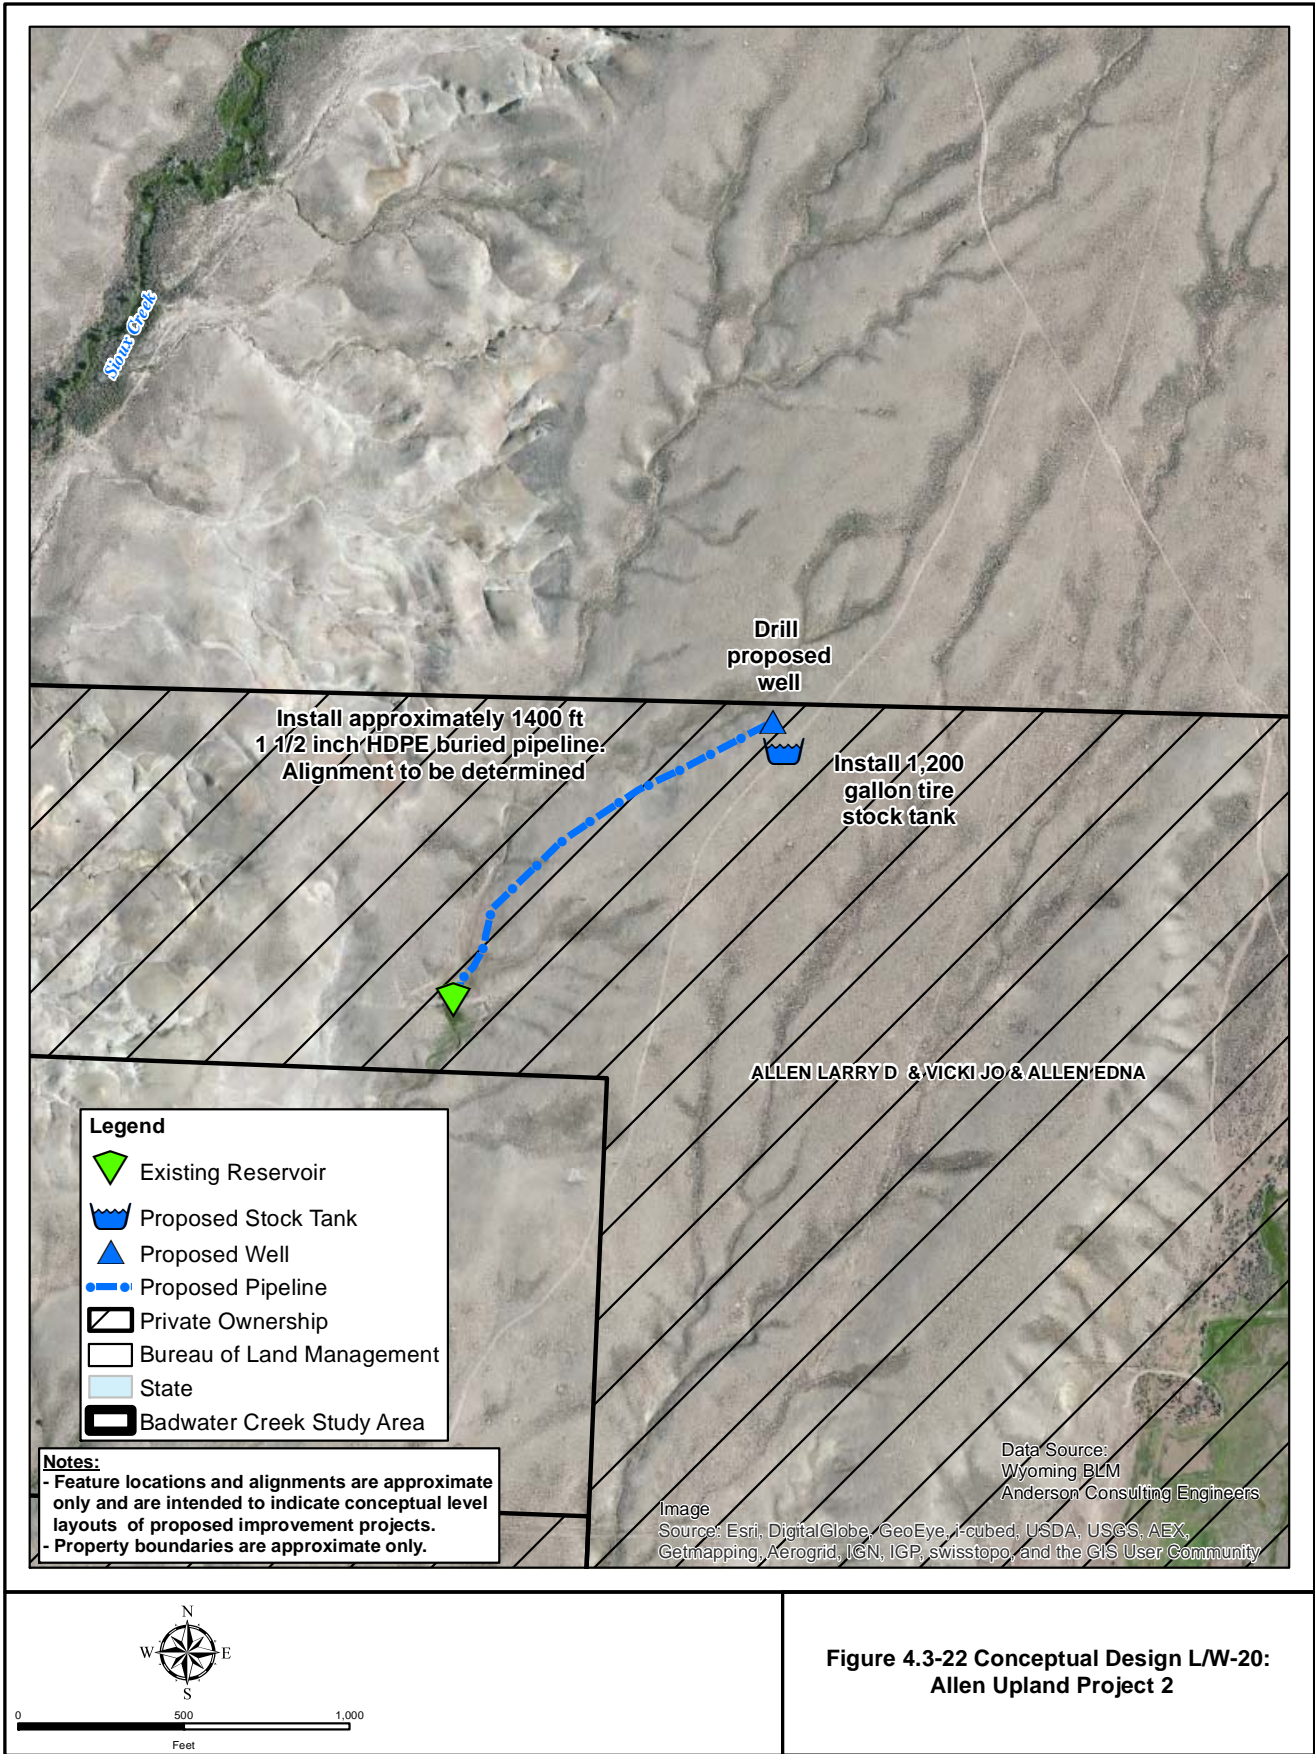 Sioux Creek
Drill
proposed
well
Install approximately 1400 ft
1 1/2 inch HDPE buried pipeline.
Alignment to be determined
Install 1,200
gallon tire
stock tank
ALLEN LARRY D & VICKI JO & ALLEN EDNA
Legend
Existing Reservoir
Proposed Stock Tank
Proposed Well
Proposed Pipeline
Private Ownership
Bureau of Land Management
State
Badwater Creek Study Area
Notes:
- Feature locations and alignments are approximate
only and are intended to indicate conceptual level
layouts of proposed improvement projects.
- Property boundaries are approximate only.
Data Source:
Wyoming BLM
Anderson Consulting Engineers
Image
Source: Esri, DigitalGlobe, GeoEye, i-cubed, USDA, USGS, AEX,
Getmapping, Aerogrid, IGN, IGP, swisstopo, and the GIS User Community
N
W E
S
0 500 1,000
Feet
Figure 4.3-22 Conceptual Design L/W-20:
Allen Upland Project 2